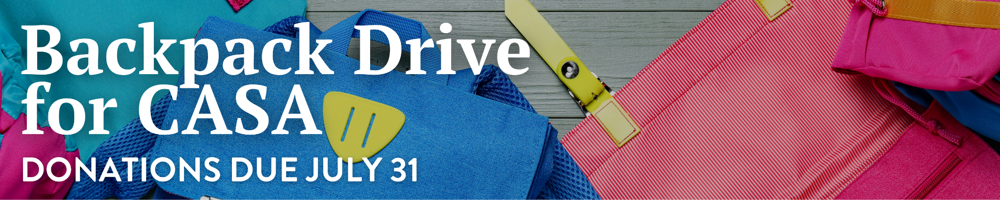 Backpack Drive
for CASA
DONATIONS DUE JULY 31